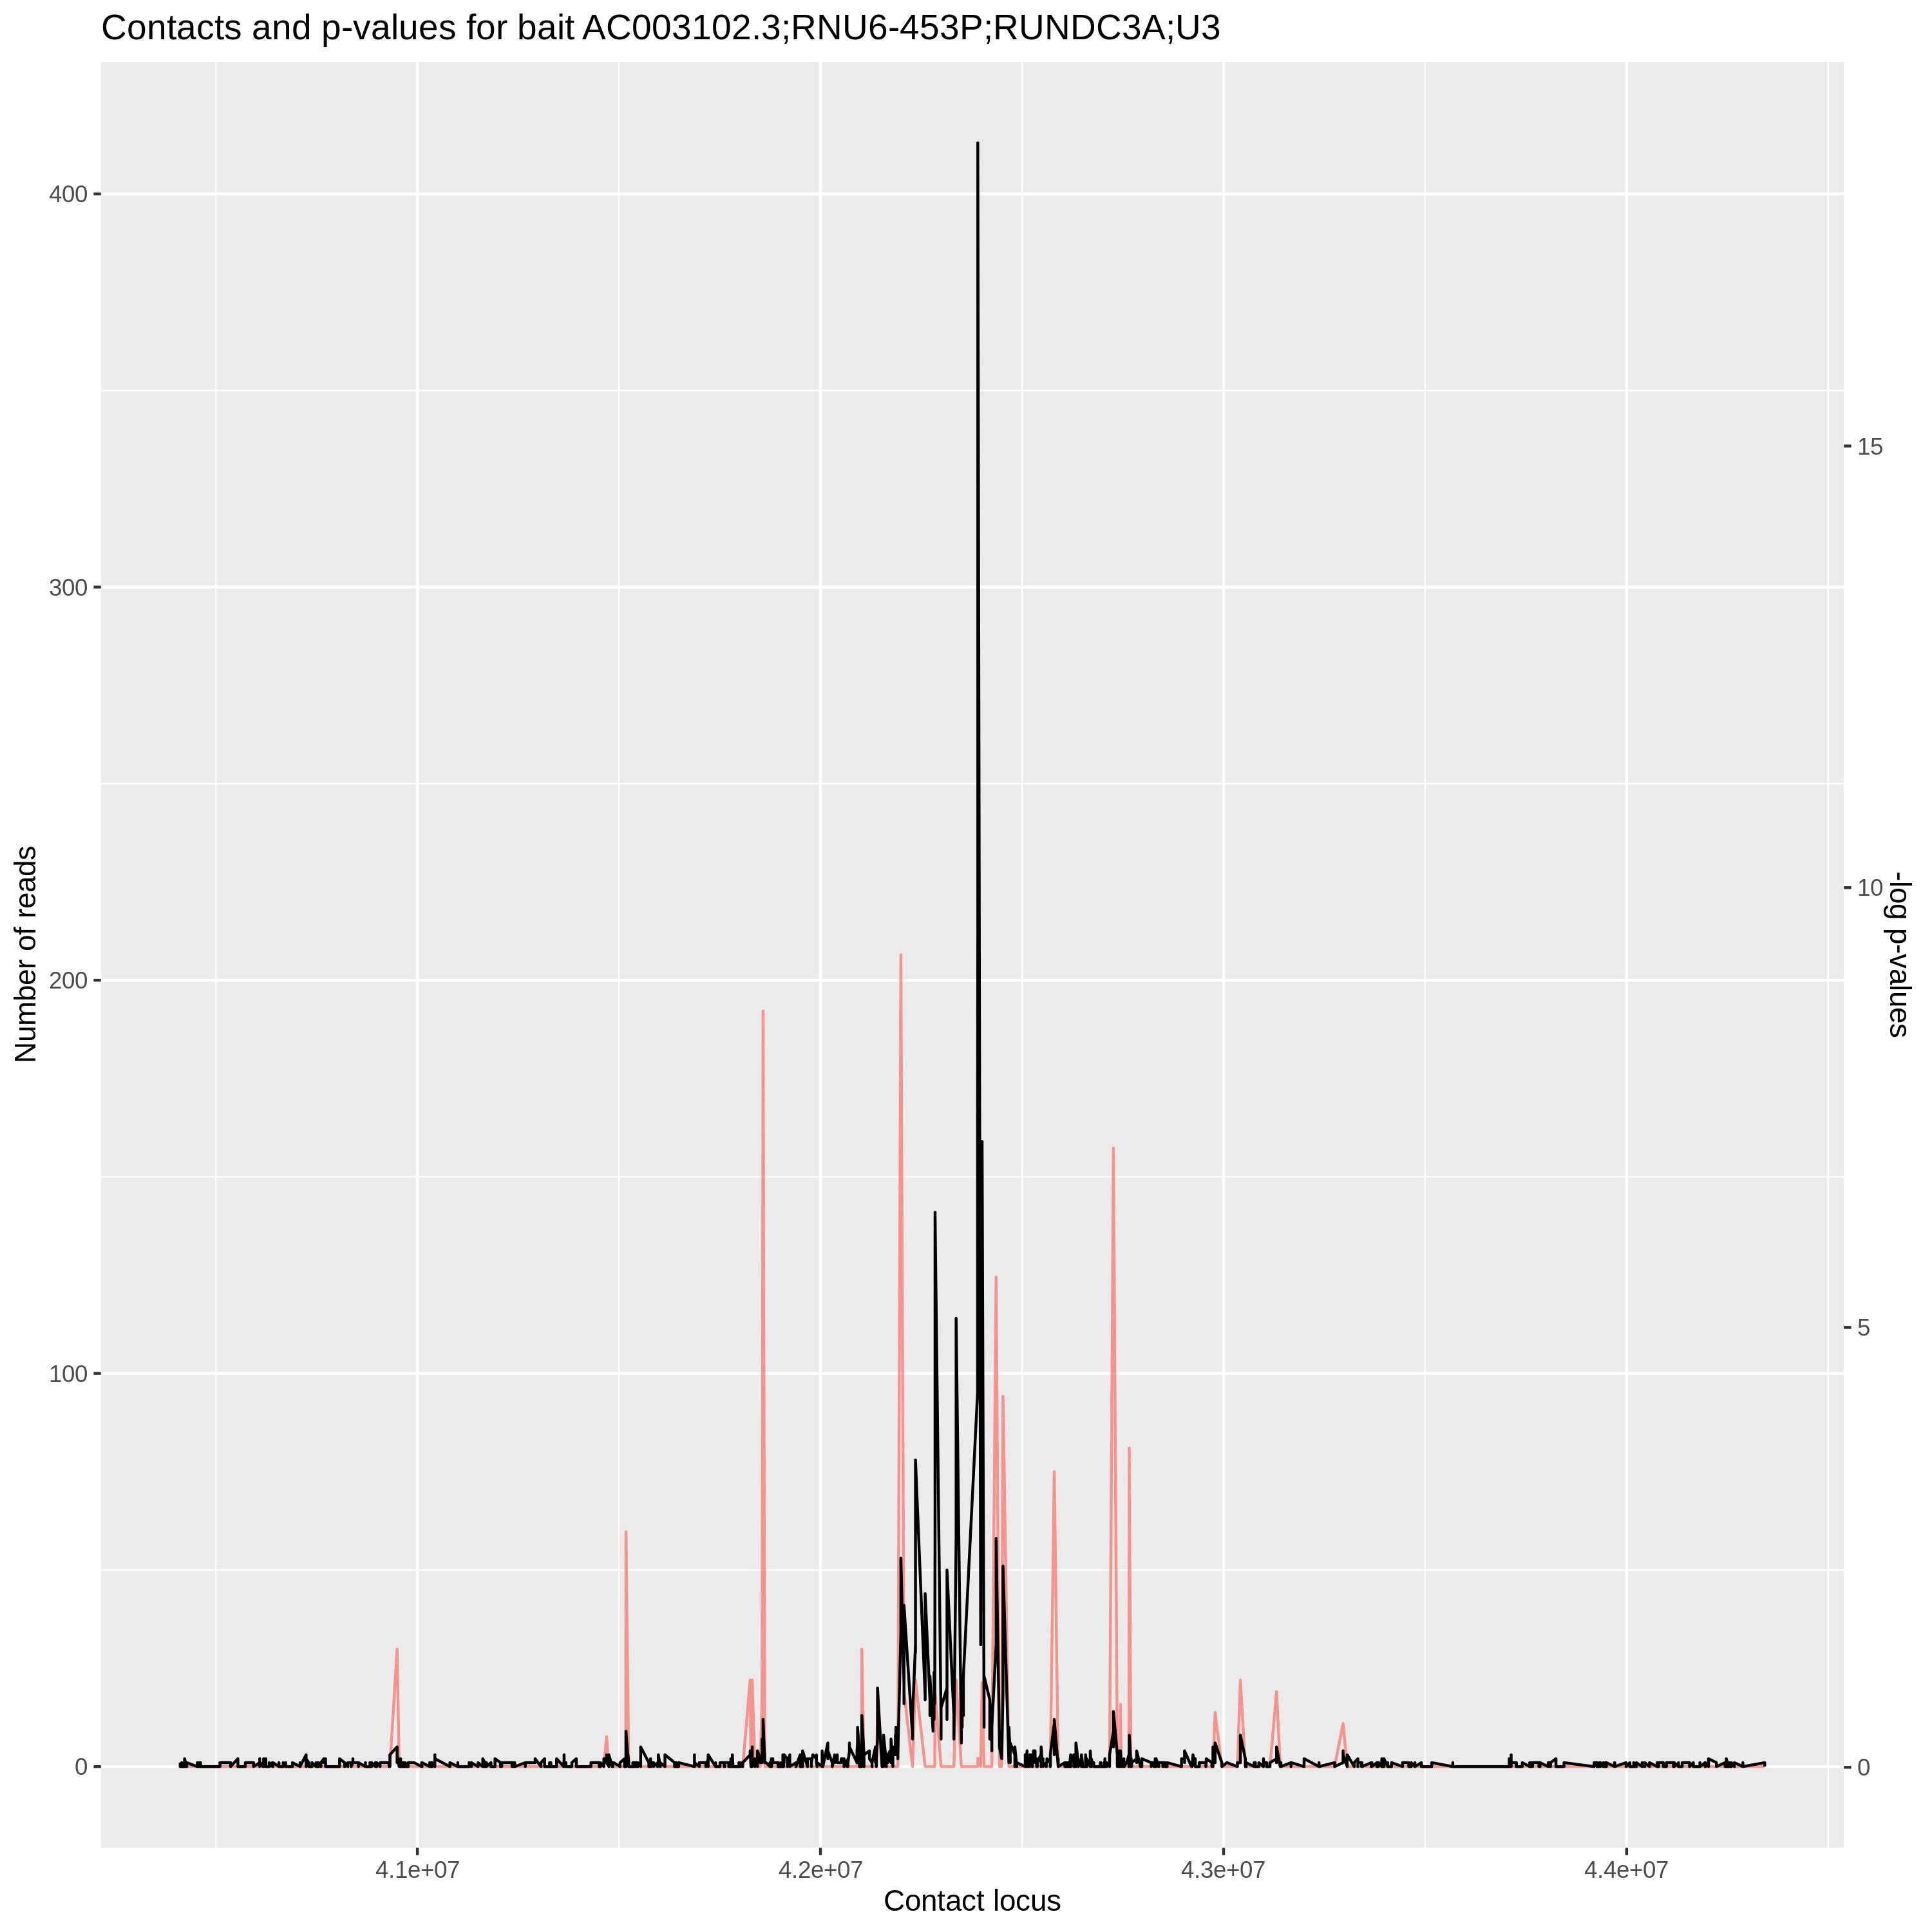 Contacts and p-values for bait AC003102.3;RNU6-453P;RUNDC3A;U3
400
300
200
100
0
Number of reads
15
10
5
0
-log p-values
4.1e+07
4.2e+07
4.3e+07
4.4e+07
Contact locus